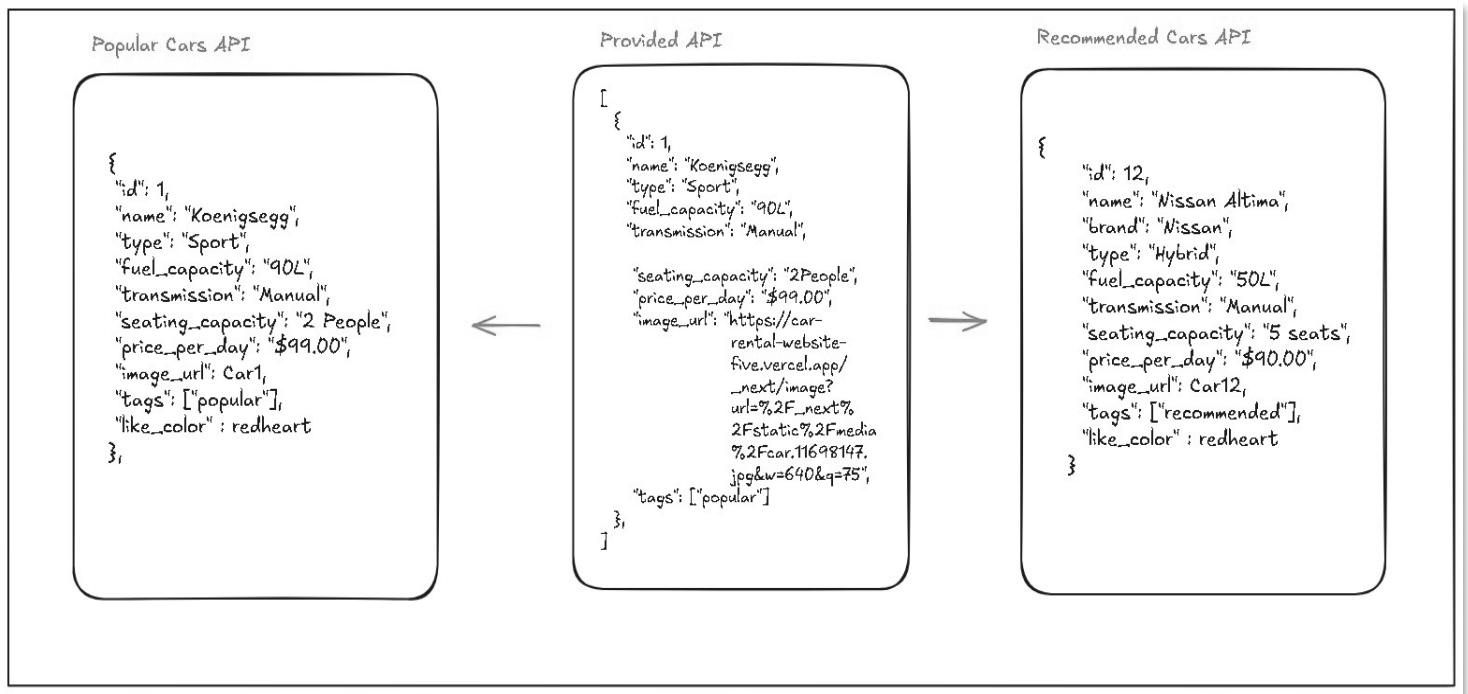 Popular Cars API
{
"id": 1,
"name": "Koenigsegg",
"type": "Sport",
"fuel_capacity": "90L",
"transmission": "Manual",
"seating_capacity": "2 People",
"price_per_day": "$99.00",
"image_url": Car1,
"tags": ["popular"],
"like_color" : redheart
},
Provided API
[
{
"id": 1,
"name": "Koenigsegg",
"type": "Sport",
"fuel_capacity": "90L",
"transmission": "Manual",
"seating_capacity": "2People",
"price_per_day": "$99.00",
"image_url": "https://car-
rental-website-
five.vercel.app/
_next/image?
url=%2F_next%
2Fstatic%2Fmedia
%2Fcar.11698147.
jpg&w=640&q=75",
"tags": ["popular"]
},
]
Recommended Cars API
{
"id": 12,
"name": "Nissan Altima",
"brand": "Nissan",
"type": "Hybrid",
"fuel_capacity": "50L",
"transmission": "Manual",
"seating_capacity": "5 seats",
"price_per_day": "$90.00",
"image_url": Car12,
"tags": ["recommended"],
"like_color" : redheart
}